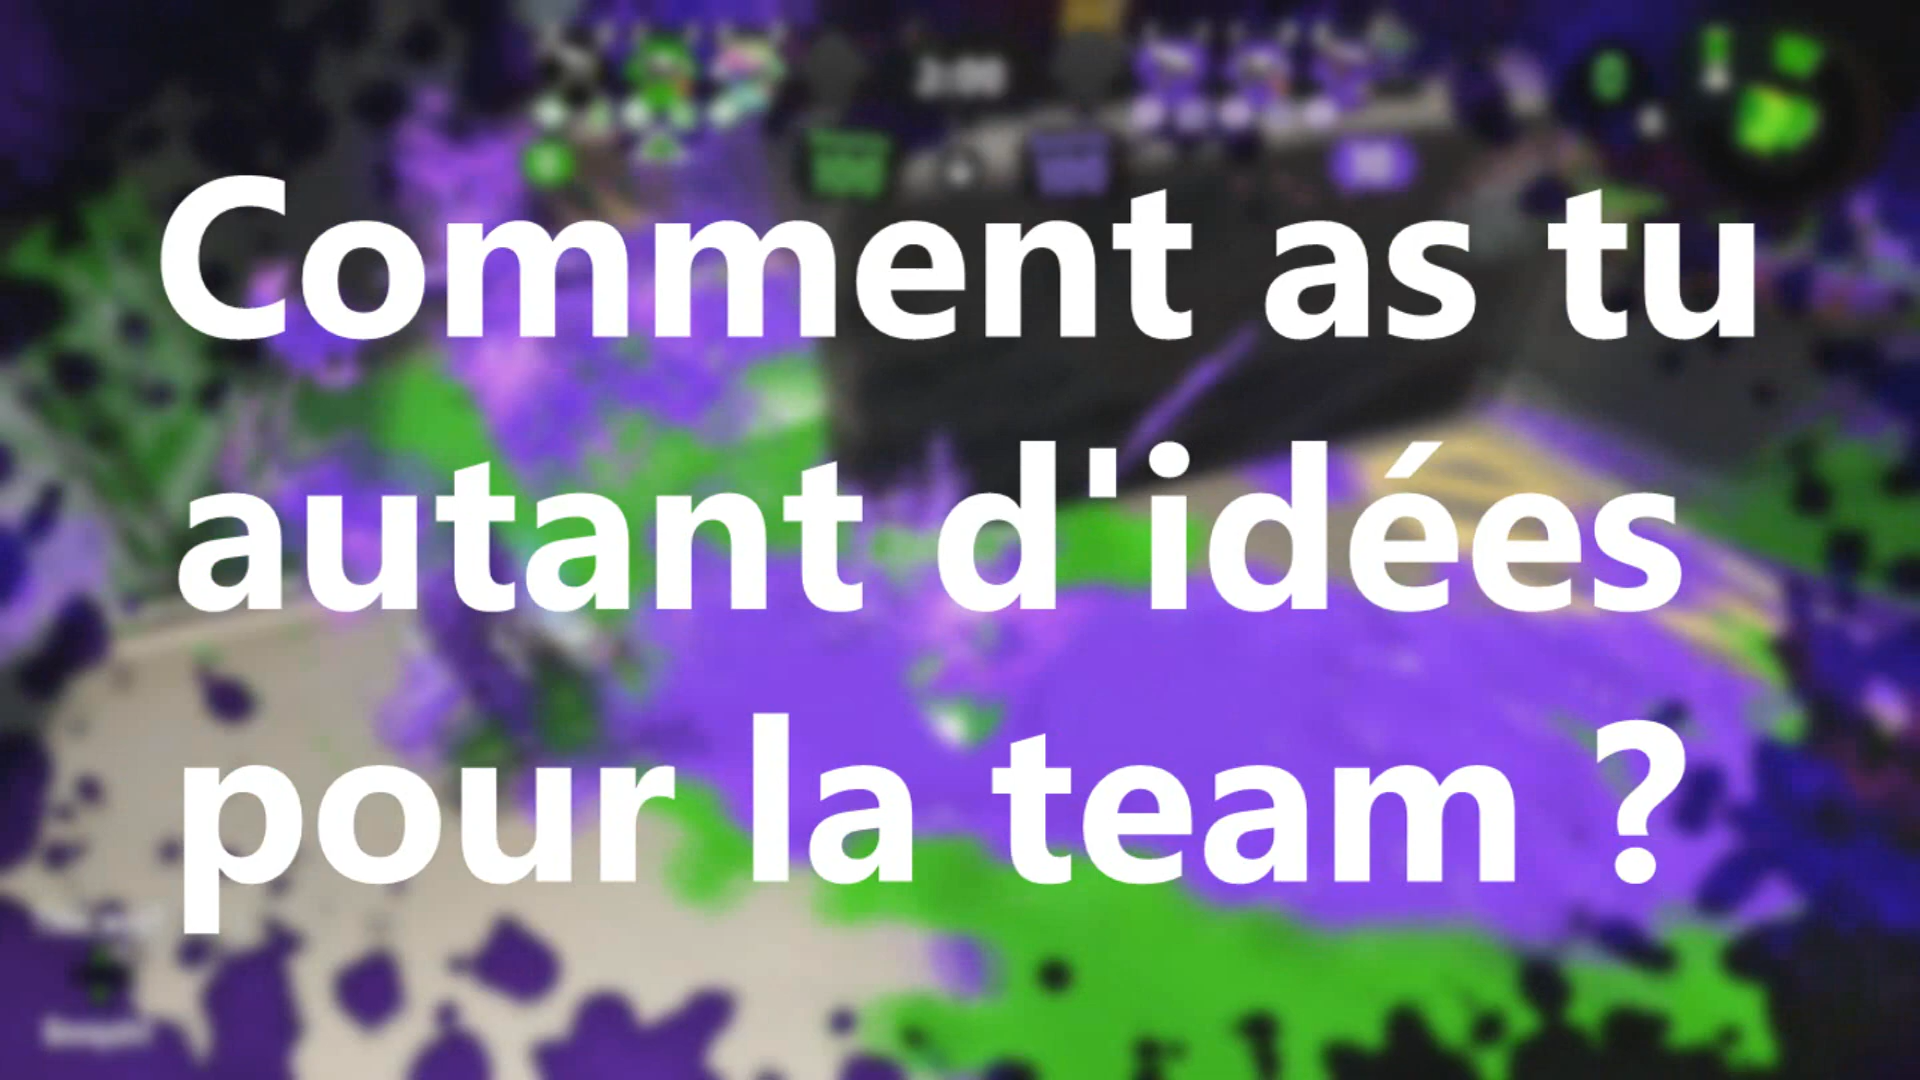 Comment as tu
autant d'idées
pour la team ?